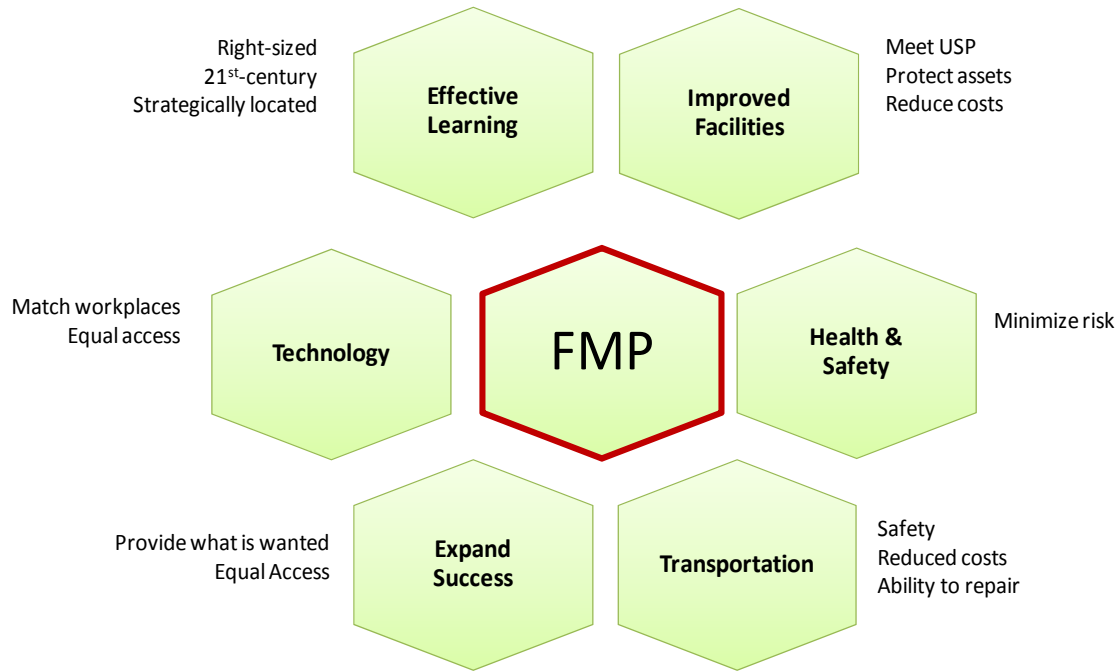 Right-sized
21st-century
Strategically located
Effective
Learning
Improved
Facilities
Meet USP
Protect assets
Reduce costs
Match workplaces
Equal access
Technology
FMP
Health &
Safety
Minimize risk
Provide what is wanted
Equal Access
Expand
Success
Transportation
Safety
Reduced costs
Ability to repair